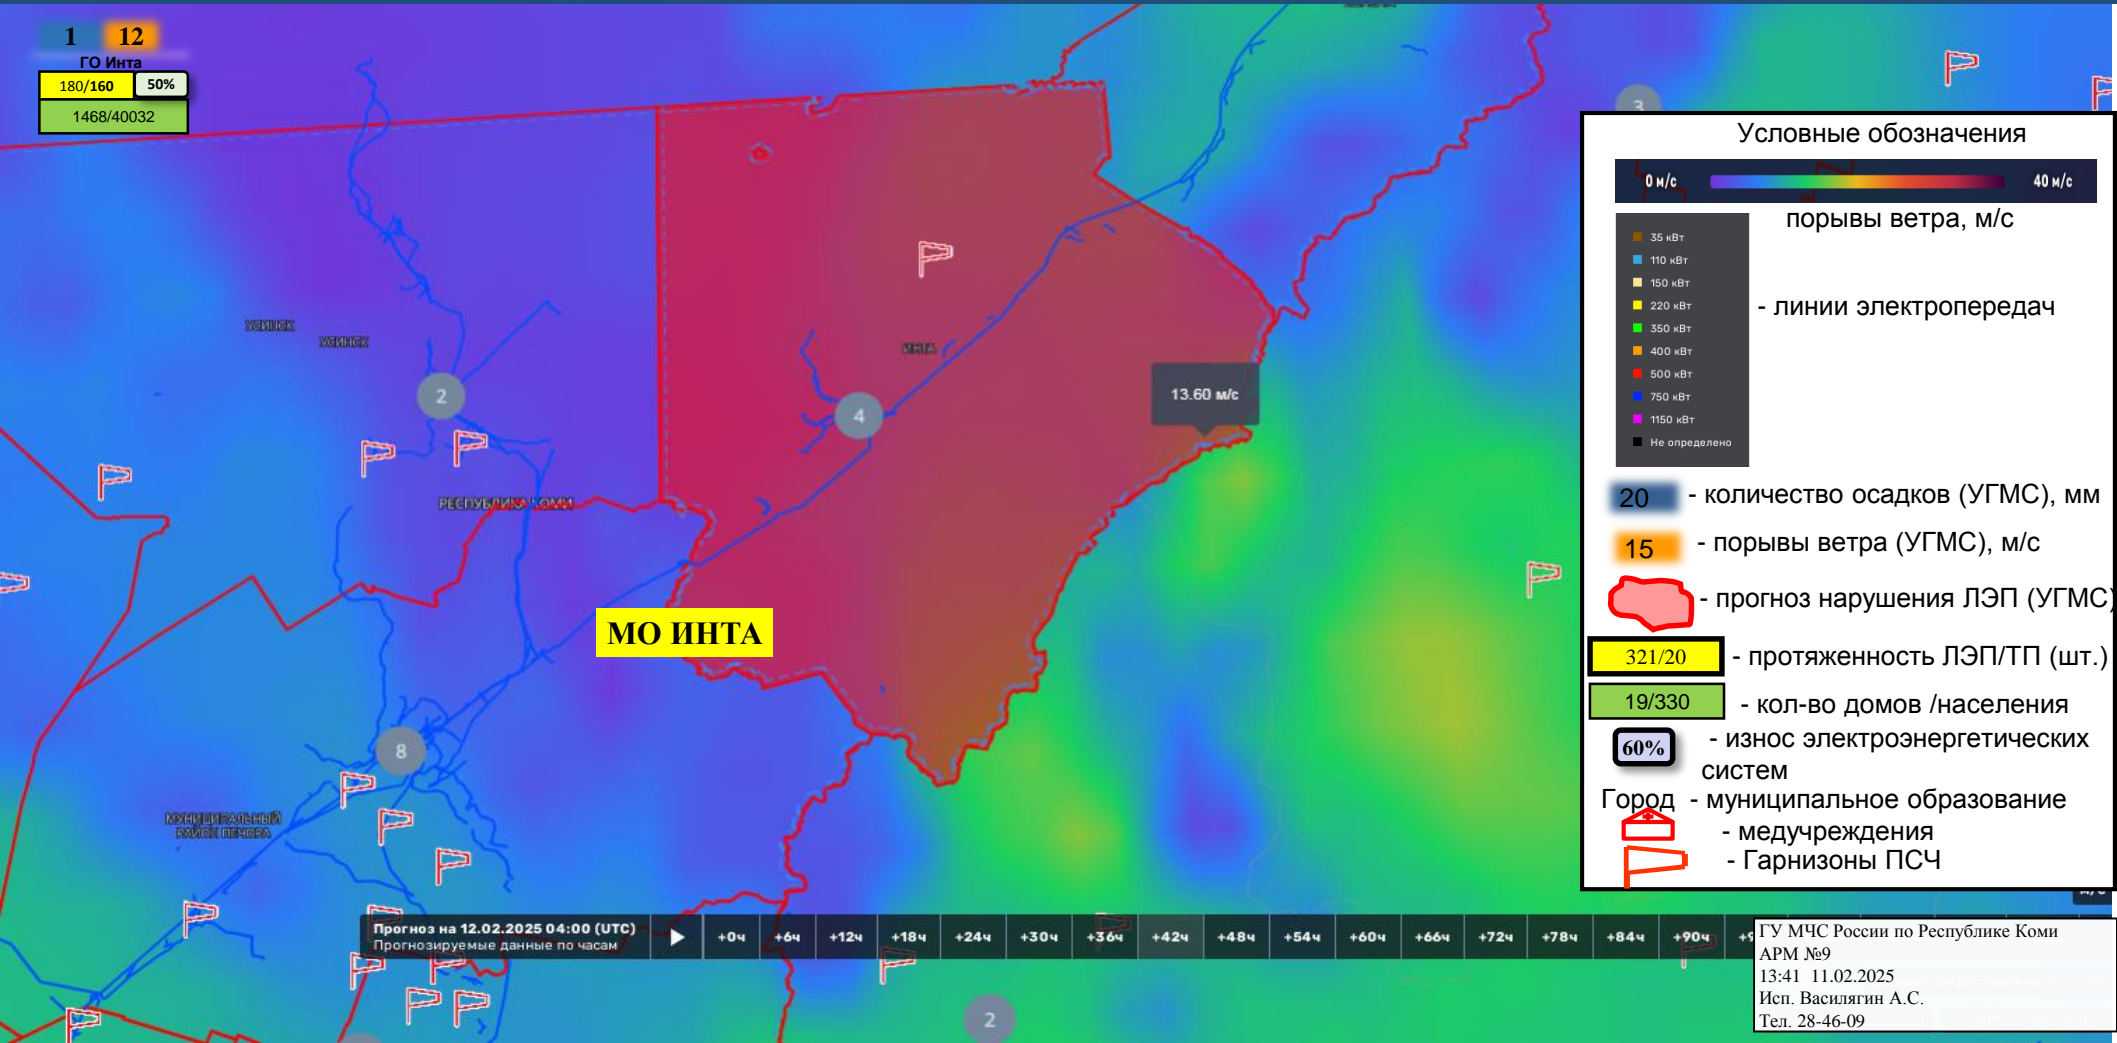 1 12
ГО Инта
180/160 50%
1468/40032
3
УСИНСК
УСИНСК
2
ИНТА
4
13.60 м/с
РЕСПУБЛИКА КОМИ
МО ИНТА
8
МУНИЦИПАЛЬНЫЙ
РАЙОН ПЕЧОРА
2
Условные обозначения
0 м/с 40 м/с
порывы ветра, м/с
35 кВт
110 кВт
150 кВт
220 кВт
350 кВт
400 кВт
500 кВт
750 кВт
1150 кВт
Не определено
- линии электропередач
20 - количество осадков (УГМС), мм
15 - порывы ветра (УГМС), м/с
- прогноз нарушения ЛЭП (УГМС)
321/20 - протяженность ЛЭП/ТП (шт.)
19/330 - кол-во домов /населения
60% - износ электроэнергетических
систем
Город - муниципальное образование
- медучреждения
- Гарнизоны ПСЧ
Прогноз на 12.02.2025 04:00 (UTC)
Прогнозируемые данные по часам
+0ч +6ч +12ч +18ч +24ч +30ч +36ч +42ч +48ч +54ч +60ч +66ч +72ч +78ч +84ч +90ч
ГУ МЧС России по Республике Коми
АРМ №9
13:41 11.02.2025
Исп. Василягин А.С.
Тел. 28-46-09